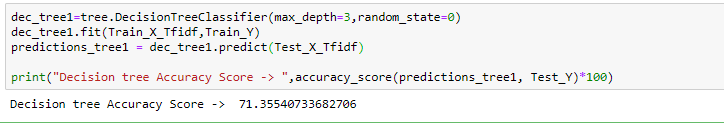 dec_tree1=tree.DecisionTreeClassifier(max_depth=3,random_state=0)
dec_tree1.fit(Train_X_Tfidf,Train_Y)
predictions_tree1 = dec_tree1.predict(Test_X_Tfidf)
print("Decision tree Accuracy Score -> ",accuracy_score(predictions_tree1, Test_Y)*100)
Decision tree Accuracy Score ->  71.35540733682706